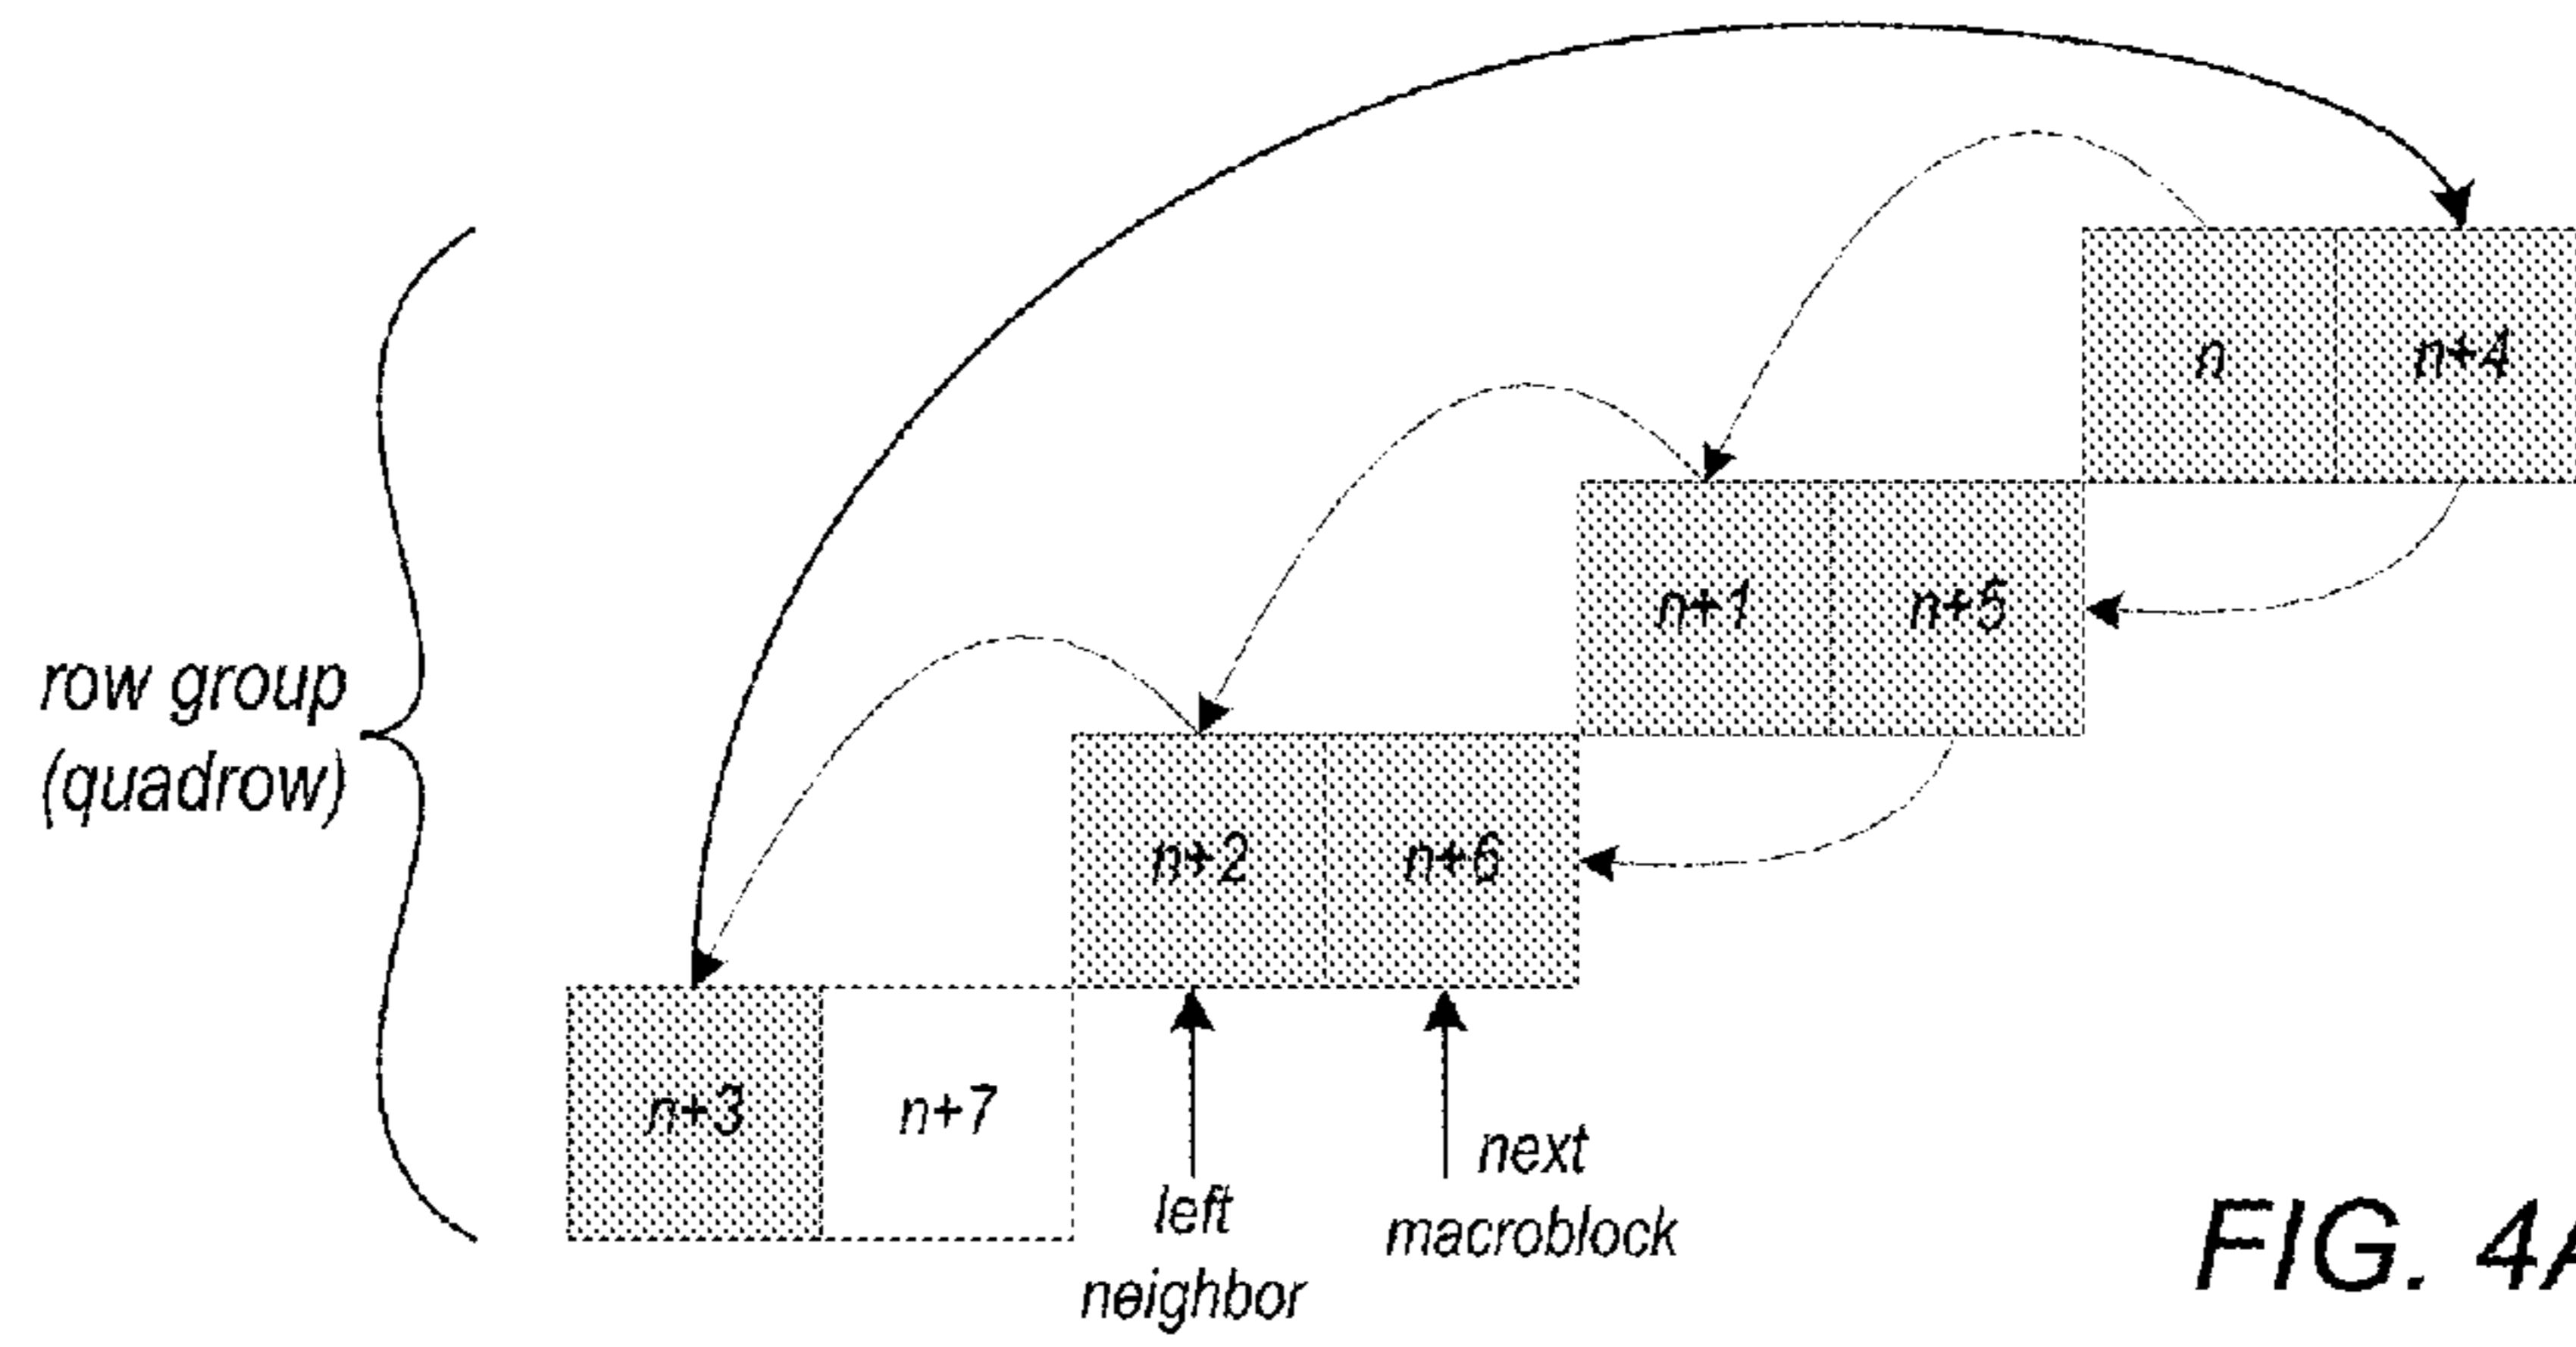 n
n+4
n+1
n+5
row group
(quadrow)
n+2
n+6
n+3
n+7
left
neighbor
next
macroblock
FIG. 4A